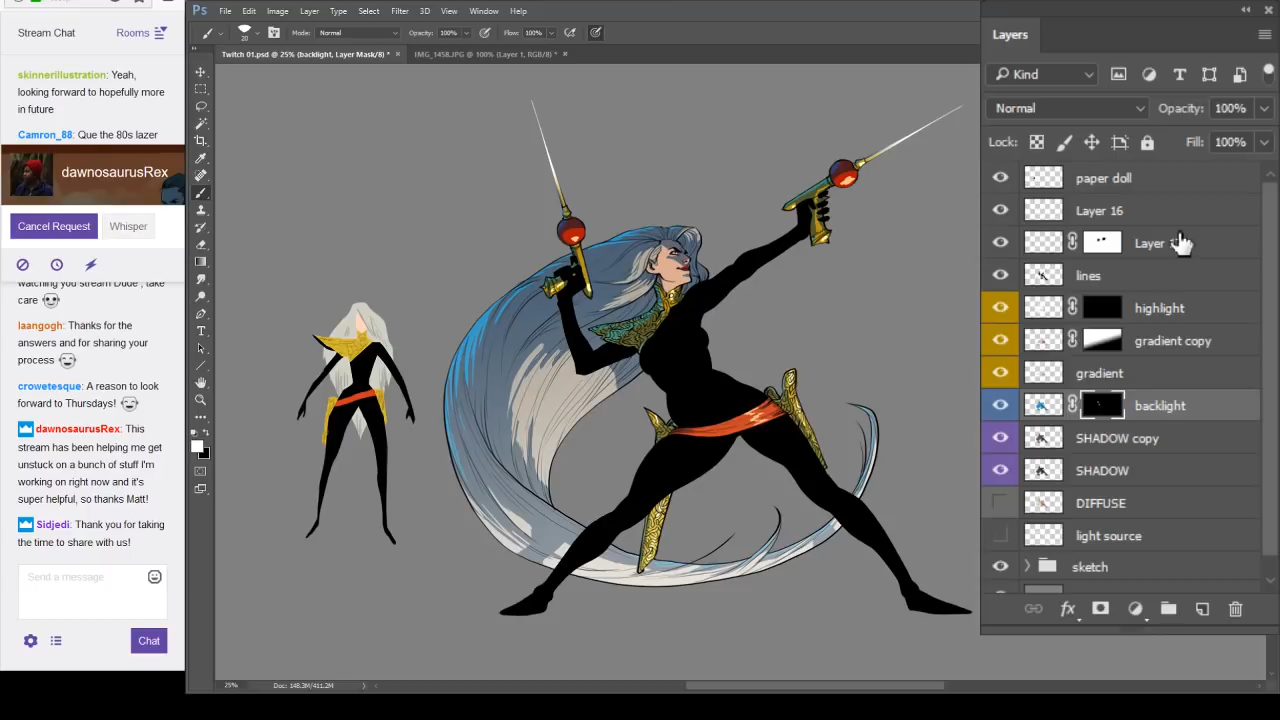 Stream Chat
Rooms
skinnerillustration: Yeah,
looking forward to hopefully more
in future
Camron_88: Que the 80s lazer
dawnosaurusRex
Cancel Request
Whisper
watching you stream Dude , take
care
laangogh: Thanks for the
answers and for sharing your
process
crowetesque: A reason to look
forward to Thursdays!
dawnosaurusRex: This
stream has been helping me get
unstuck on a bunch of stuff I'm
working on right now and it's
super helpful, so thanks Matt!
Sidjedi: Thank you for taking
the time to share with us!
Send a message
Chat
Ps File Edit Image Layer Type Select Filter 3D View Window Help
20 Mode: Normal Opacity: 100% Flow: 100%
Twitch 01.psd @ 25% (backlight, Layer Mask/8) * ×
IMG_1458.JPG @ 100% (Layer 1, RGB/8) * ×
25% Doc: 148.3M/411.2M
Layers
Kind
Normal Opacity: 100%
Lock: Fill: 100%
paper doll
Layer 16
Layer
lines
highlight
gradient copy
gradient
backlight
SHADOW copy
SHADOW
DIFFUSE
light source
sketch
fx